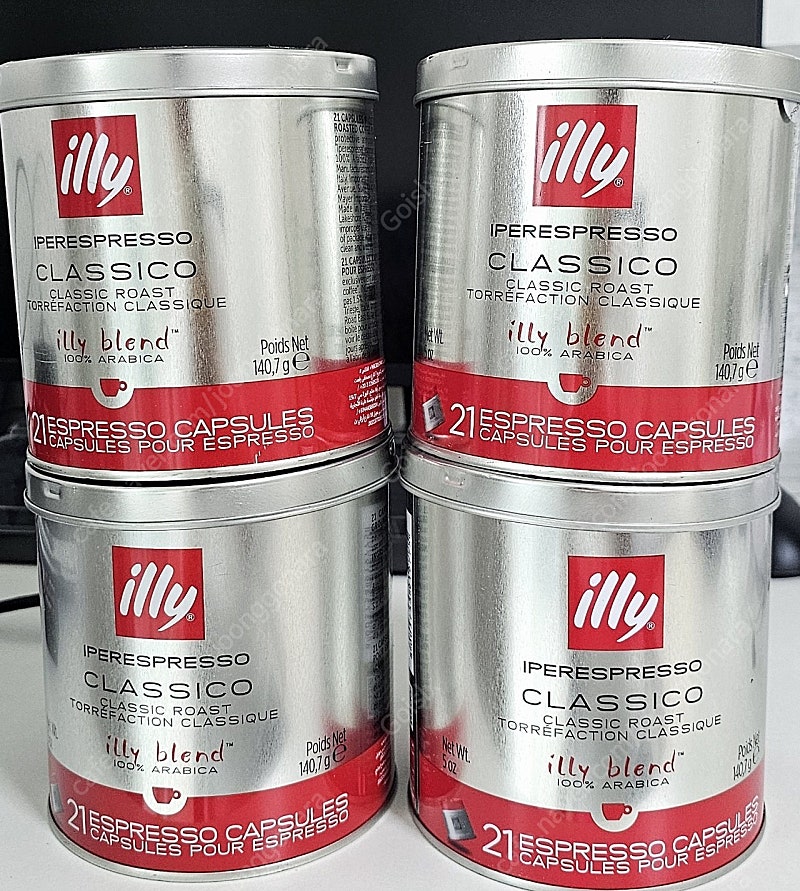 illy®
IPERESPRESSO
CLASSICO
CLASSIC ROAST
TORRÉFACTION CLASSIQUE
illy blend™
100% ARABICA
Poids Net
140,7 g e
21 ESPRESSO CAPSULES
CAPSULES POUR ESPRESSO
illy®
IPERESPRESSO
CLASSICO
CLASSIC ROAST
TORRÉFACTION CLASSIQUE
illy blend™
100% ARABICA
Poids Net
140,7 g e
21 ESPRESSO CAPSULES
CAPSULES POUR ESPRESSO
illy®
IPERESPRESSO
CLASSICO
CLASSIC ROAST
TORRÉFACTION CLASSIQUE
illy blend™
100% ARABICA
Poids Net
140,7 g e
21 ESPRESSO CAPSULES
CAPSULES POUR ESPRESSO
illy®
IPERESPRESSO
CLASSICO
CLASSIC ROAST
TORRÉFACTION CLASSIQUE
illy blend™
100% ARABICA
Net Wt.
5 oz
Poids Net
140,7 g
21 ESPRESSO CAPSULES
CAPSULES POUR ESPRESSO